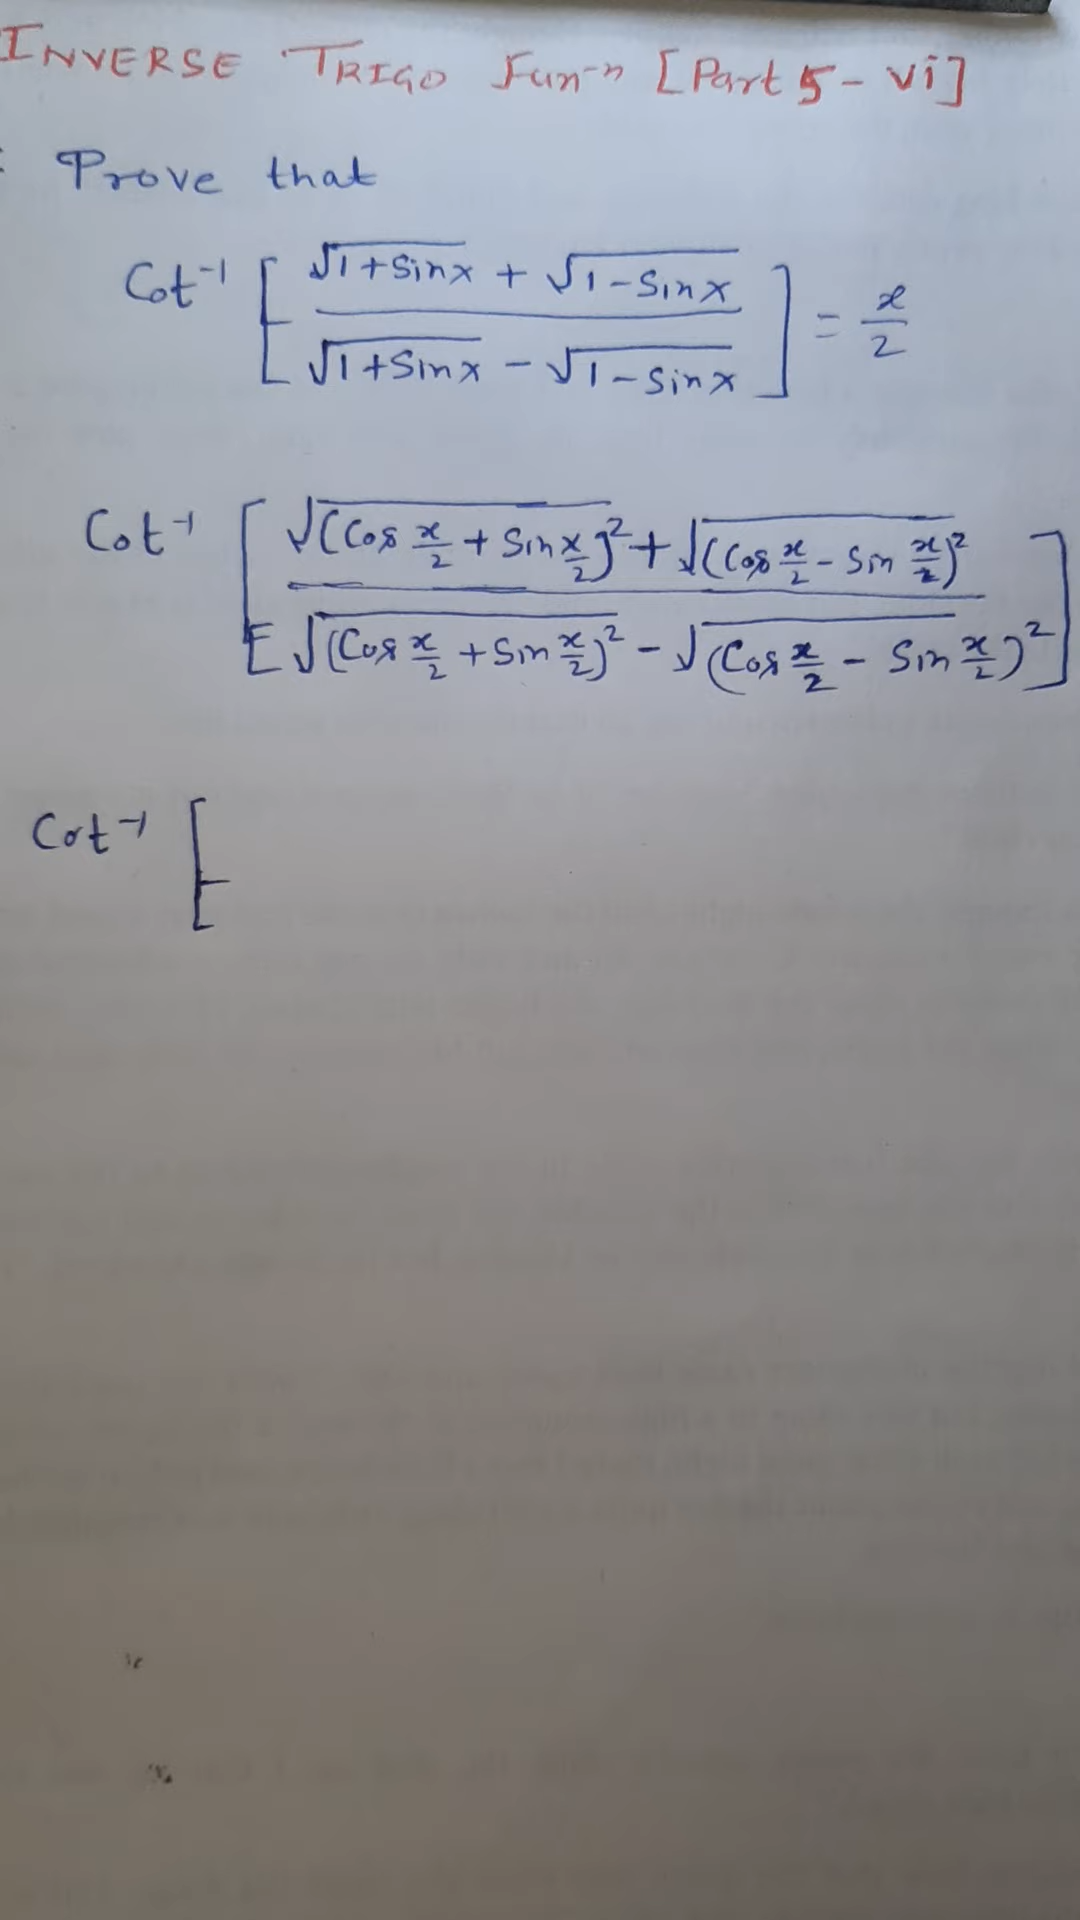 INVERSE TRIGO Fun-n [Part 5 - vi]
Prove that
Cot⁻¹ [ (√(1+Sinx) + √(1-Sinx)) / (√(1+Sinx) - √(1-Sinx)) ] = x/2
Cot⁻¹ [ (√(Cos x/2 + Sin x/2)² + √(Cos x/2 - Sin x/2)²) / (√(Cos x/2 + Sin x/2)² - √(Cos x/2 - Sin x/2)²) ]
Cot⁻¹ [